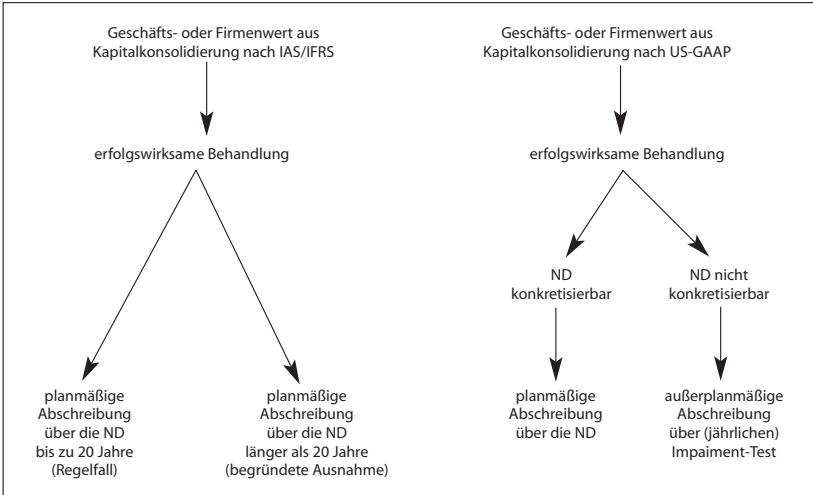 Geschäfts- oder Firmenwert aus
Kapitalkonsolidierung nach IAS/IFRS
erfolgswirksame Behandlung
planmäßige
Abschreibung
über die ND
bis zu 20 Jahre
(Regelfall)
planmäßige
Abschreibung
über die ND
länger als 20 Jahre
(begründete Ausnahme)
Geschäfts- oder Firmenwert aus
Kapitalkonsolidierung nach US-GAAP
erfolgswirksame Behandlung
ND
konkretisierbar
ND nicht
konkretisierbar
planmäßige
Abschreibung
über die ND
außerplanmäßige
Abschreibung
über (jährlichen)
Impaiment-Test